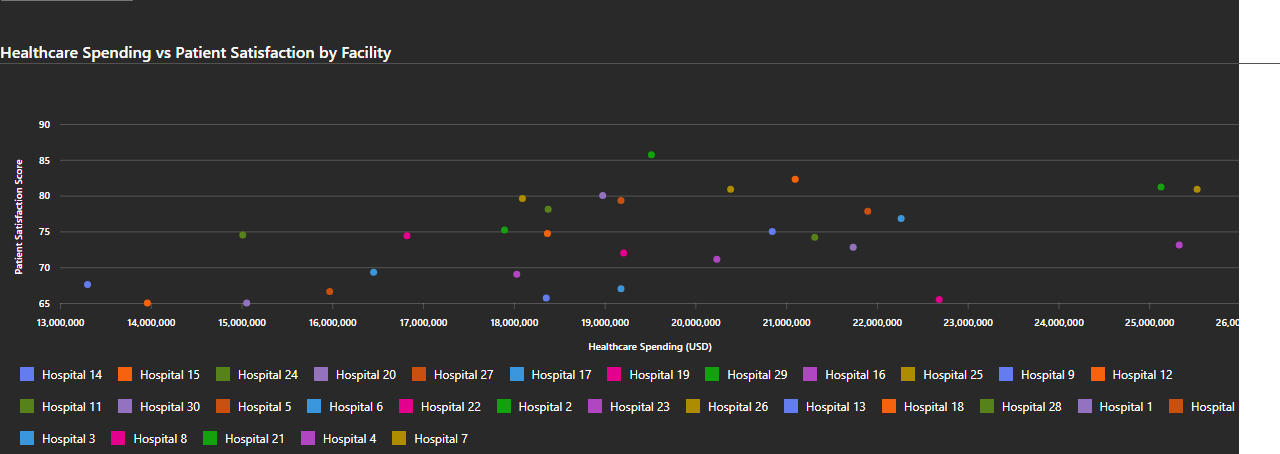 Healthcare Spending vs Patient Satisfaction by Facility
90
85
80
75
70
65
Patient Satisfaction Score
13,000,000 14,000,000 15,000,000 16,000,000 17,000,000 18,000,000 19,000,000 20,000,000 21,000,000 22,000,000 23,000,000 24,000,000 25,000,000 26,00
Healthcare Spending (USD)
Hospital 14 Hospital 15 Hospital 24 Hospital 20 Hospital 27 Hospital 17 Hospital 19 Hospital 29 Hospital 16 Hospital 25 Hospital 9 Hospital 12
Hospital 11 Hospital 30 Hospital 5 Hospital 6 Hospital 22 Hospital 2 Hospital 23 Hospital 26 Hospital 13 Hospital 18 Hospital 28 Hospital 1 Hospital
Hospital 3 Hospital 8 Hospital 21 Hospital 4 Hospital 7